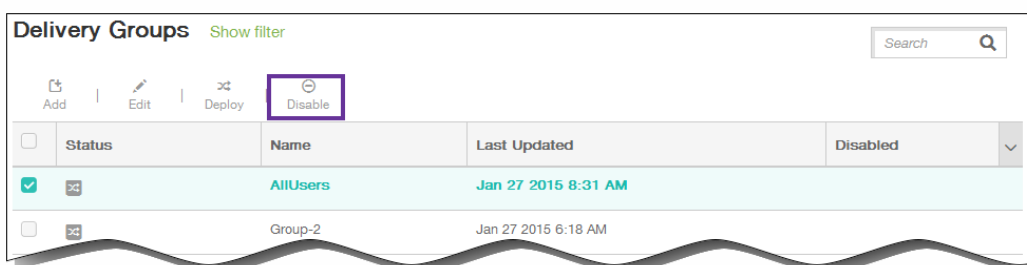 Delivery Groups Show filter
Search
Add Edit Deploy Disable
Status Name Last Updated Disabled
AllUsers Jan 27 2015 8:31 AM
Group-2 Jan 27 2015 6:18 AM